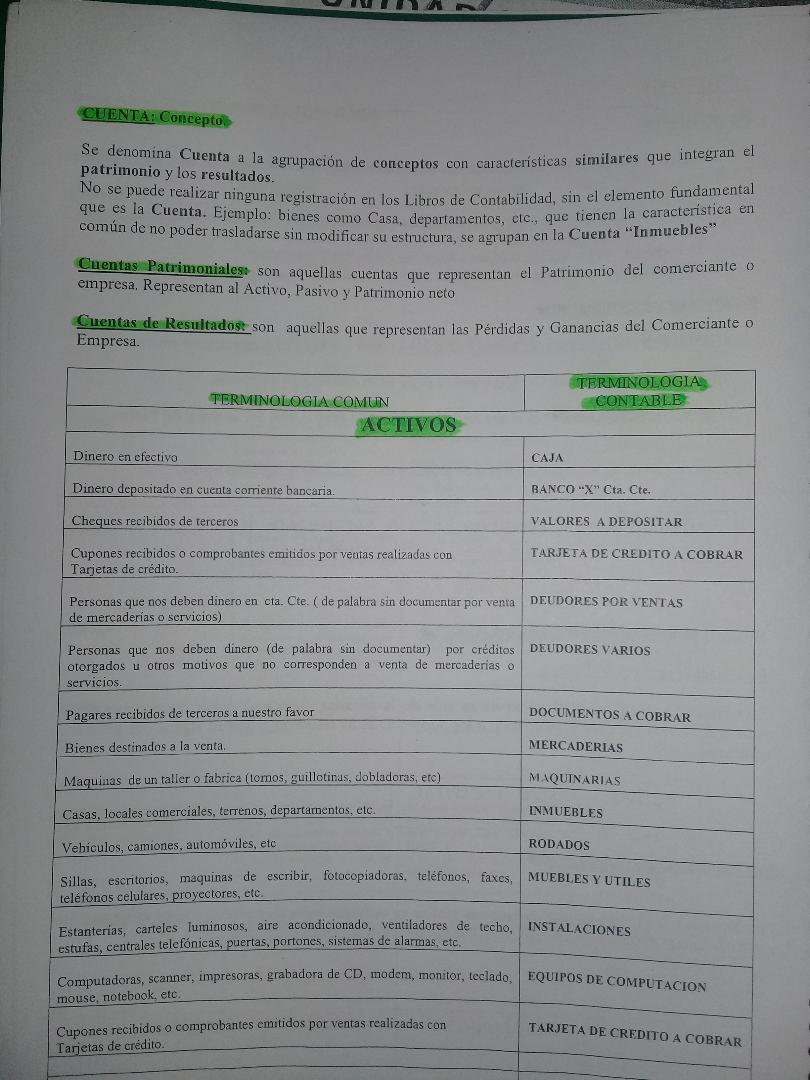 CUENTA: Concepto.
Se denomina Cuenta a la agrupación de conceptos con características similares que integran el
patrimonio y los resultados.
No se puede realizar ninguna registración en los Libros de Contabilidad, sin el elemento fundamental
que es la Cuenta. Ejemplo: bienes como Casa, departamentos, etc., que tienen la característica en
común de no poder trasladarse sin modificar su estructura, se agrupan en la Cuenta “Inmuebles”
Cuentas Patrimoniales: son aquellas cuentas que representan el Patrimonio del comerciante o
empresa. Representan al Activo, Pasivo y Patrimonio neto
Cuentas de Resultados: son aquellas que representan las Pérdidas y Ganancias del Comerciante o
Empresa.
TERMINOLOGIA COMUN
TERMINOLOGIA
CONTABLE
ACTIVOS
Dinero en efectivo
CAJA
Dinero depositado en cuenta corriente bancaria.
BANCO “X” Cta. Cte.
Cheques recibidos de terceros
VALORES A DEPOSITAR
Cupones recibidos o comprobantes emitidos por ventas realizadas con
Tarjetas de crédito.
TARJETA DE CREDITO A COBRAR
Personas que nos deben dinero en cta. Cte. ( de palabra sin documentar por venta
de mercaderías o servicios)
DEUDORES POR VENTAS
Personas que nos deben dinero (de palabra sin documentar) por créditos
otorgados u otros motivos que no corresponden a venta de mercaderías o
servicios.
DEUDORES VARIOS
Pagares recibidos de terceros a nuestro favor
DOCUMENTOS A COBRAR
Bienes destinados a la venta.
MERCADERIAS
Maquinas de un taller o fabrica (tornos, guillotinas, dobladoras, etc)
MAQUINARIAS
Casas, locales comerciales, terrenos, departamentos, etc.
INMUEBLES
Vehículos, camiones, automóviles, etc
RODADOS
Sillas, escritorios, maquinas de escribir, fotocopiadoras, teléfonos, faxes,
teléfonos celulares, proyectores, etc.
MUEBLES Y UTILES
Estanterías, carteles luminosos, aire acondicionado, ventiladores de techo,
estufas, centrales telefónicas, puertas, portones, sistemas de alarmas, etc.
INSTALACIONES
Computadoras, scanner, impresoras, grabadora de CD, modem, monitor, teclado,
mouse, notebook, etc.
EQUIPOS DE COMPUTACION
Cupones recibidos o comprobantes emitidos por ventas realizadas con
Tarjetas de crédito.
TARJETA DE CREDITO A COBRAR